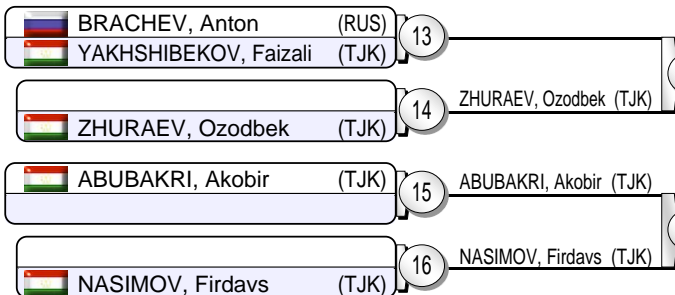 BRACHEV, Anton (RUS)
13
YAKHSHIBEKOV, Faizali (TJK)
14
ZHURAEV, Ozodbek (TJK)
ZHURAEV, Ozodbek (TJK)
ABUBAKRI, Akobir (TJK)
15
ABUBAKRI, Akobir (TJK)
16
NASIMOV, Firdavs (TJK)
NASIMOV, Firdavs (TJK)